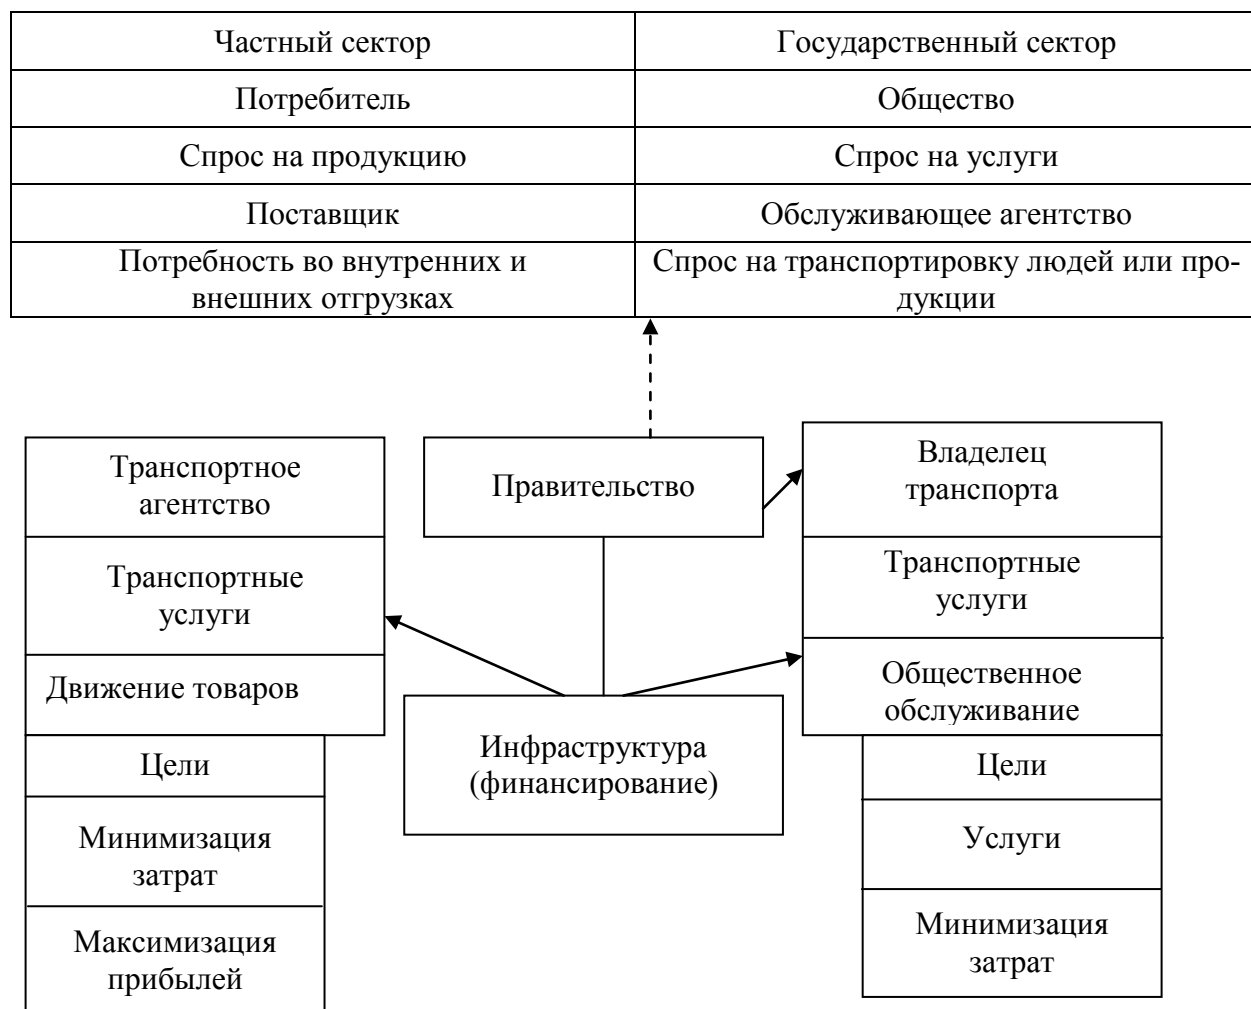 Частный сектор
Государственный сектор
Потребитель
Общество
Спрос на продукцию
Спрос на услуги
Поставщик
Обслуживающее агентство
Потребность во внутренних и
внешних отгрузках
Спрос на транспортировку людей или про-
дукции
Транспортное
агентство
Транспортные
услуги
Движение товаров
Цели
Минимизация
затрат
Максимизация
прибылей
Правительство
Инфраструктура
(финансирование)
Владелец
транспорта
Транспортные
услуги
Общественное
обслуживание
Цели
Услуги
Минимизация
затрат